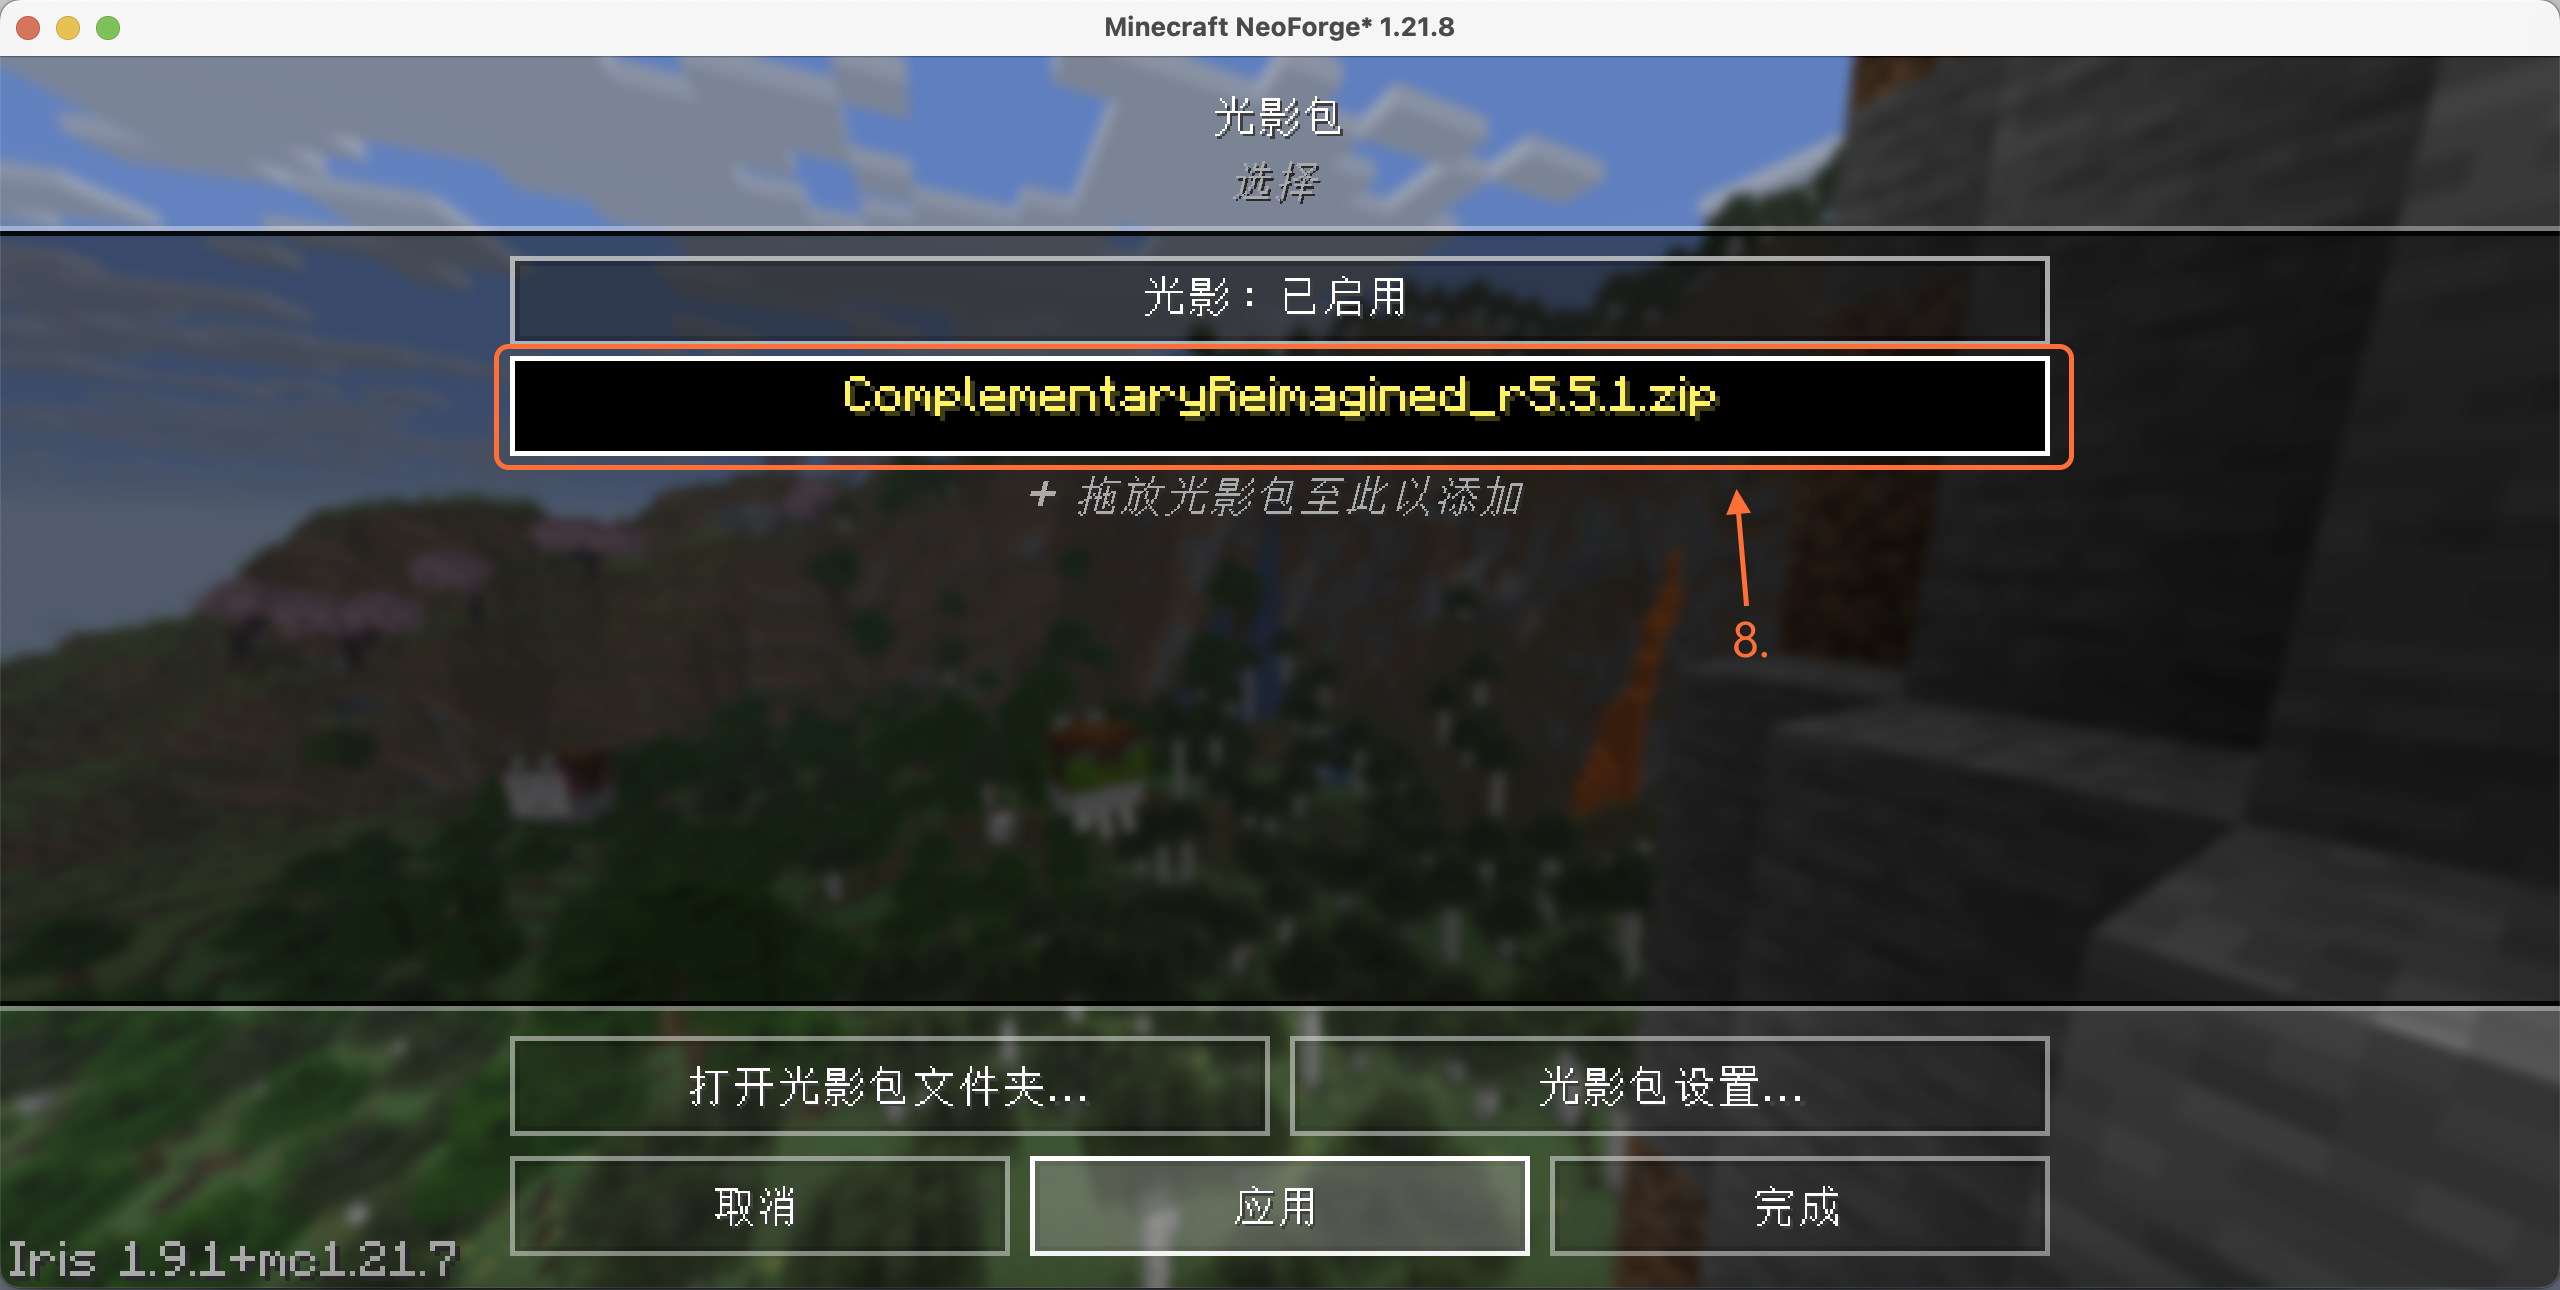 Minecraft NeoForge* 1.21.8
光影包
选择
光影：已启用
ComplementaryReimagined_r5.5.1.zip
+ 拖放光影包至此以添加
8.
打开光影包文件夹...
光影包设置...
取消
应用
完成
Iris 1.9.1+mc1.21.7